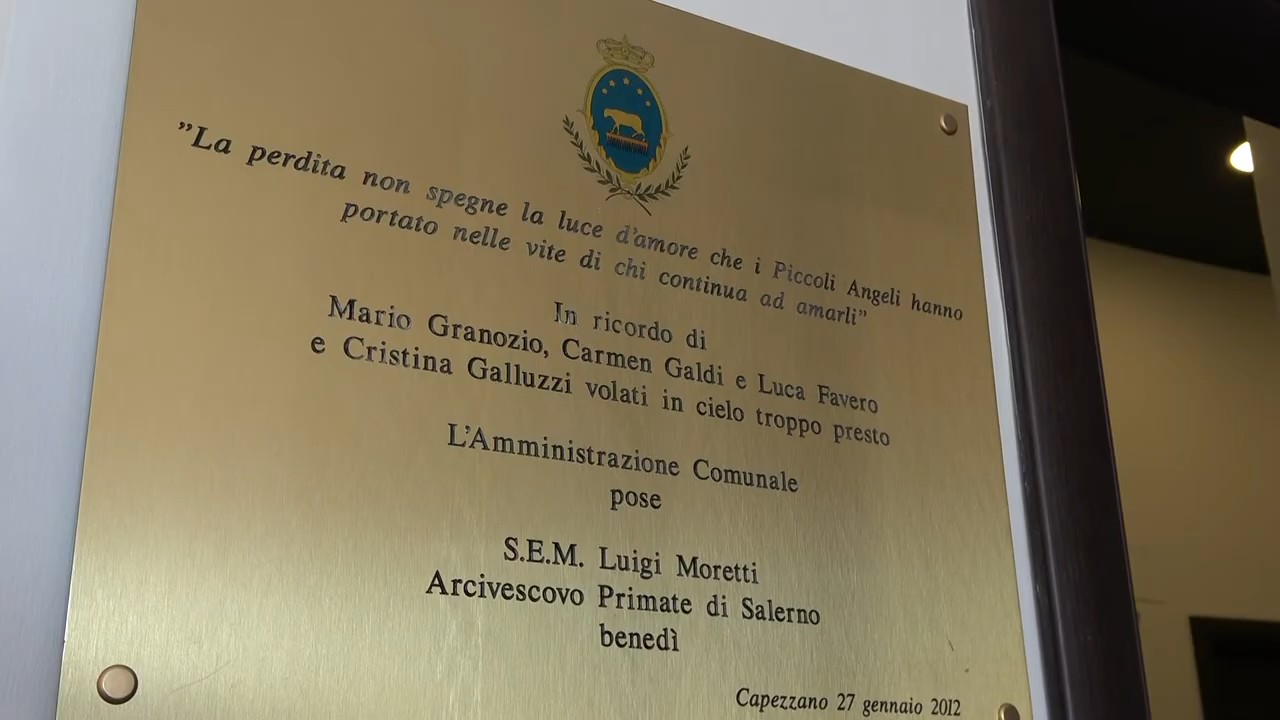 ”La perdita non spegne la luce d'amore che i Piccoli Angeli hanno
portato nelle vite di chi continua ad amarli”
In ricordo di
Mario Granozio, Carmen Galdi e Luca Favero
e Cristina Galluzzi volati in cielo troppo presto
L'Amministrazione Comunale
pose
S.E.M. Luigi Moretti
Arcivescovo Primate di Salerno
benedì
Capezzano 27 gennaio 2012